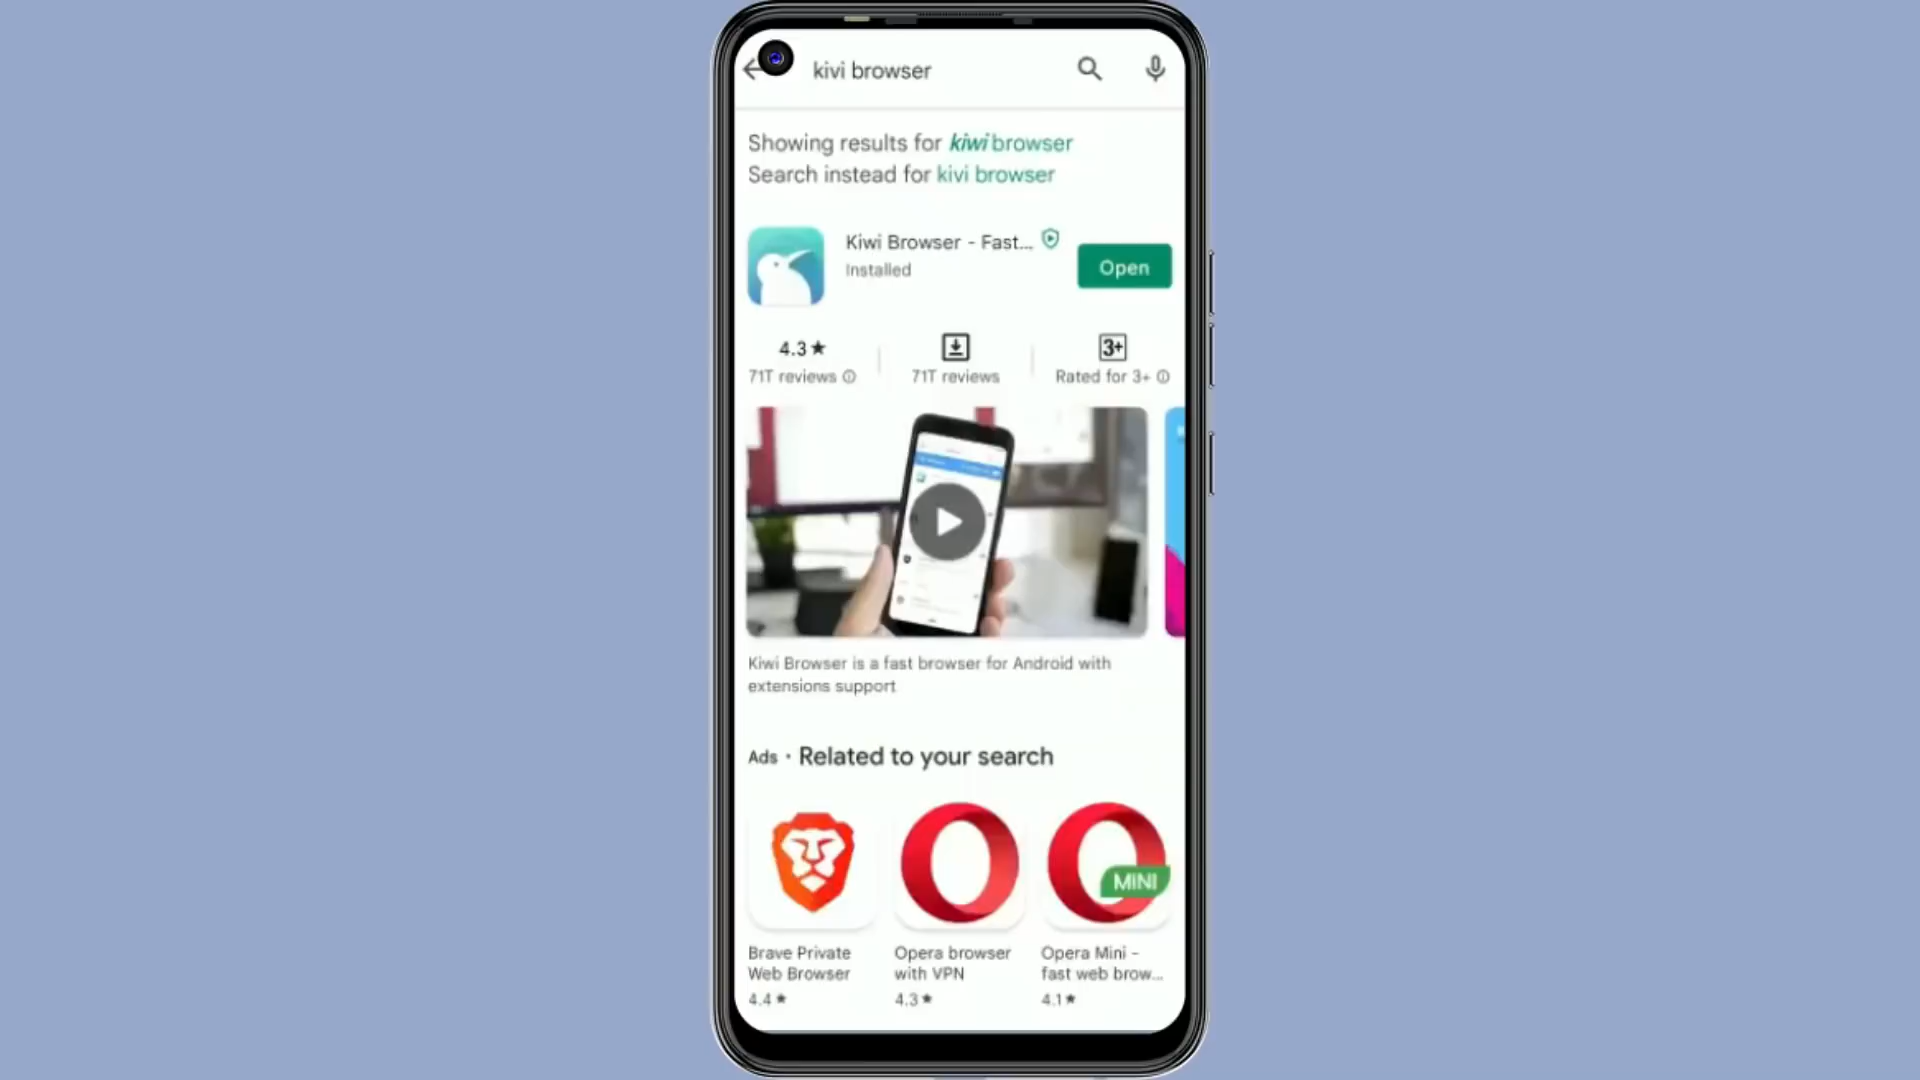 kivi browser
Showing results for kiwi browser
Search instead for kivi browser
Kiwi Browser - Fast...
Installed
Open
4.3★
3+
71T reviews
71T reviews
Rated for 3+
Kiwi Browser is a fast browser for Android with
extensions support
Ads · Related to your search
MINI
Brave Private
Web Browser
4.4★
Opera browser
with VPN
4.3★
Opera Mini -
fast web brow...
4.1★